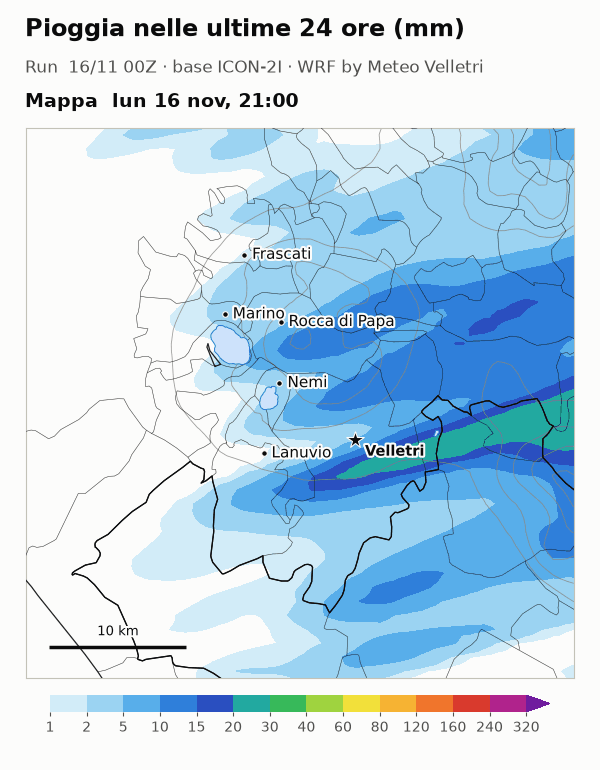 Pioggia nelle ultime 24 ore (mm)
Run  16/11 00Z · base ICON-2I · WRF by Meteo Velletri
Mappa  lun 16 nov, 21:00
Frascati
Marino
Rocca di Papa
Nemi
Velletri
Lanuvio
10 km
1 2 5 10 15 20 30 40 60 80 120 160 240 320